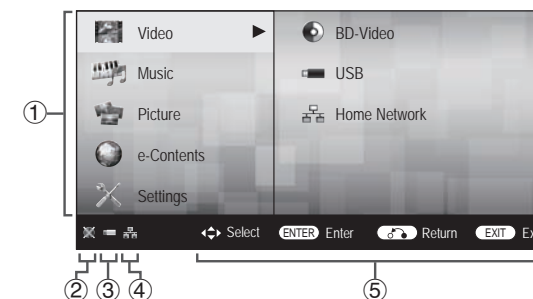 Video ▶ BD-Video
Music USB
Picture Home Network
e-Contents
Settings
Select ENTER Enter Return EXIT Ex
①
② ③ ④ ⑤